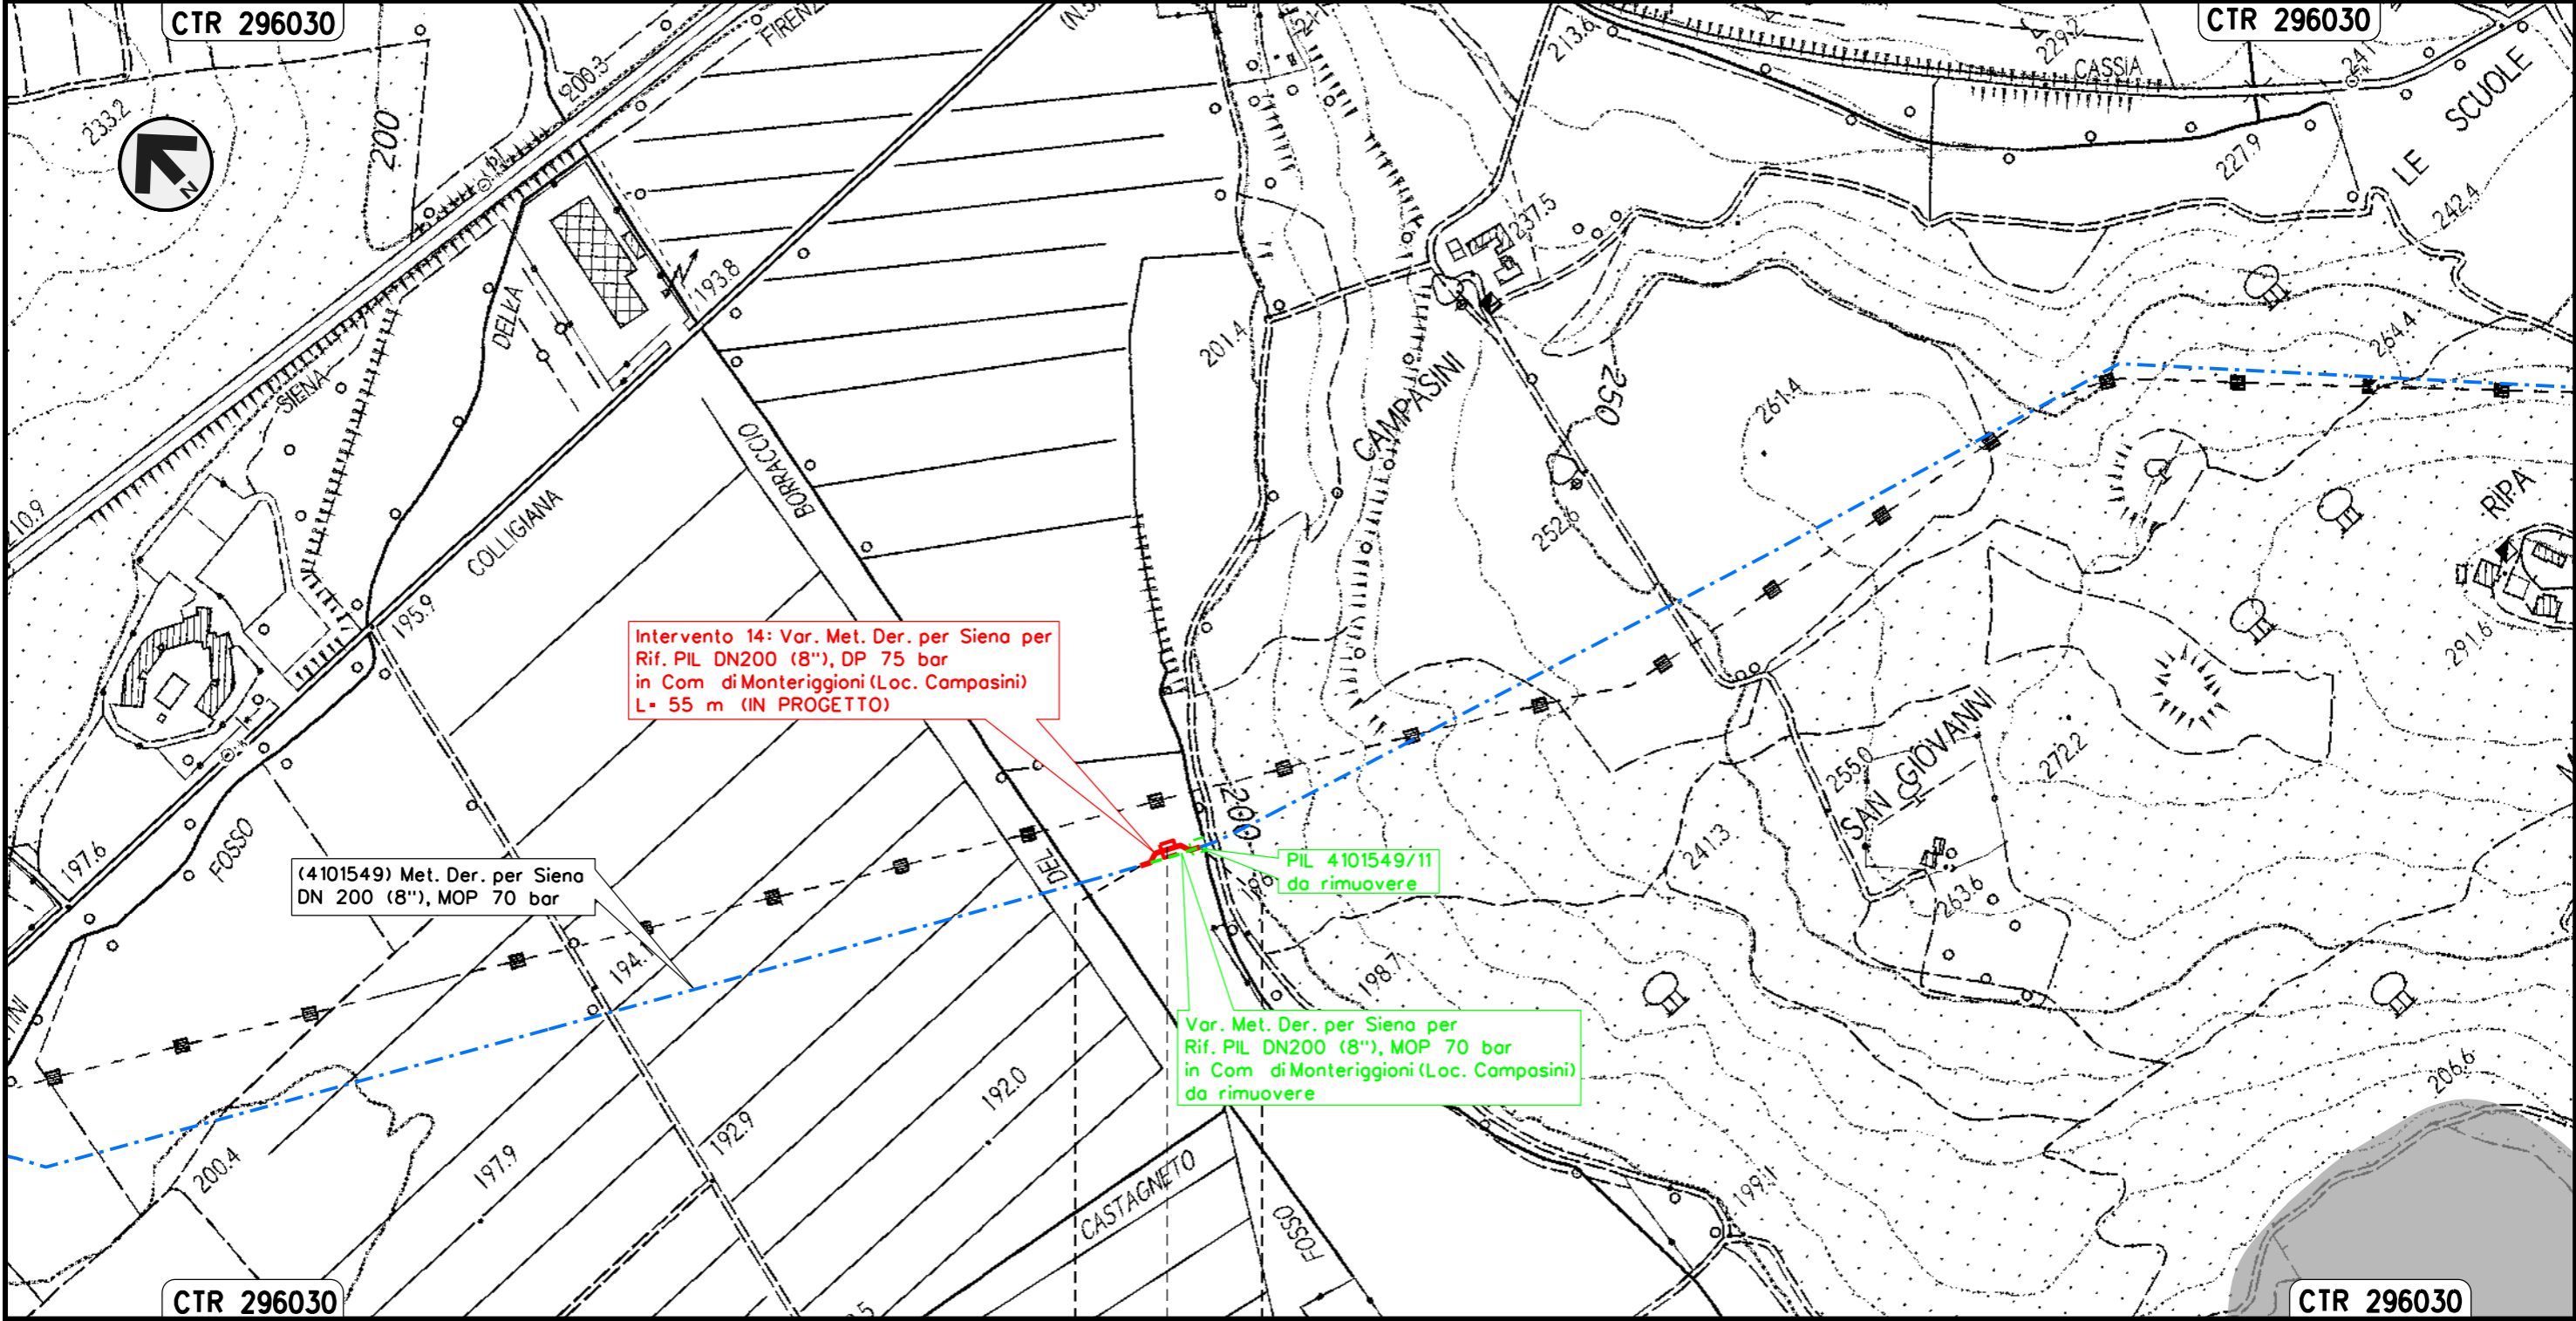 CTR 296030
CTR 296030
233.2
200
200.3
FIRENZ
213.6
229.2
CASSIA
241
LE SCUOLE
227.9
242.4
N
193.8
DELLA
SIENA
237.5
201.4
CAMPASINI
250
261.4
264.4
252.6
RIPA
291.6
BORRACCIO
COLLIGIANA
195.9
197.6
FOSSO
Intervento 14: Var. Met. Der. per Siena per
Rif. PIL DN200 (8"), DP 75 bar
in Com di Monteriggioni (Loc. Campasini)
L= 55 m (IN PROGETTO)
(4101549) Met. Der. per Siena
DN 200 (8"), MOP 70 bar
200
DEL
PIL 4101549/11
da rimuovere
196
194.
198.7
241.3
255.0
SAN GIOVANNI
272.2
263.6
Var. Met. Der. per Siena per
Rif. PIL DN200 (8"), MOP 70 bar
in Com di Monteriggioni (Loc. Campasini)
da rimuovere
192.0
192.9
197.9
200.4
CASTAGNETO
FOSSO
199.1
206.6
CTR 296030
CTR 296030